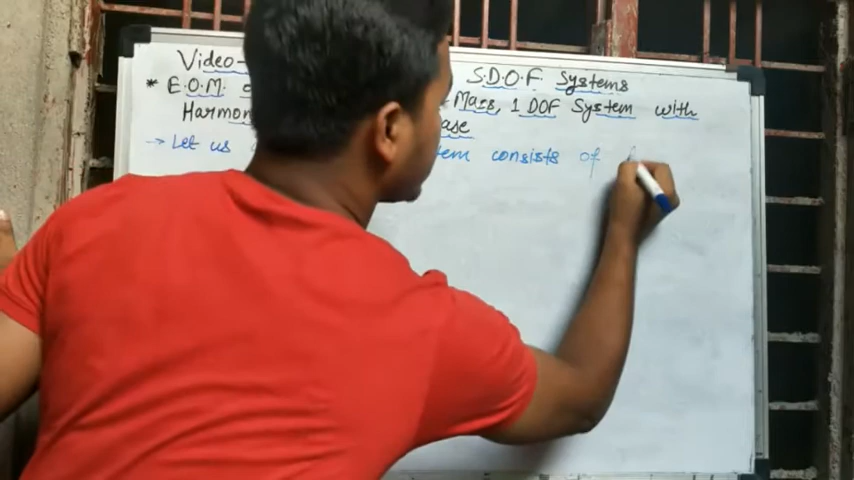 Video- S.D.O.F Systems
* E.O.M Mass, 1 DOF System with
Harmon ase
→ Let us tem consists of